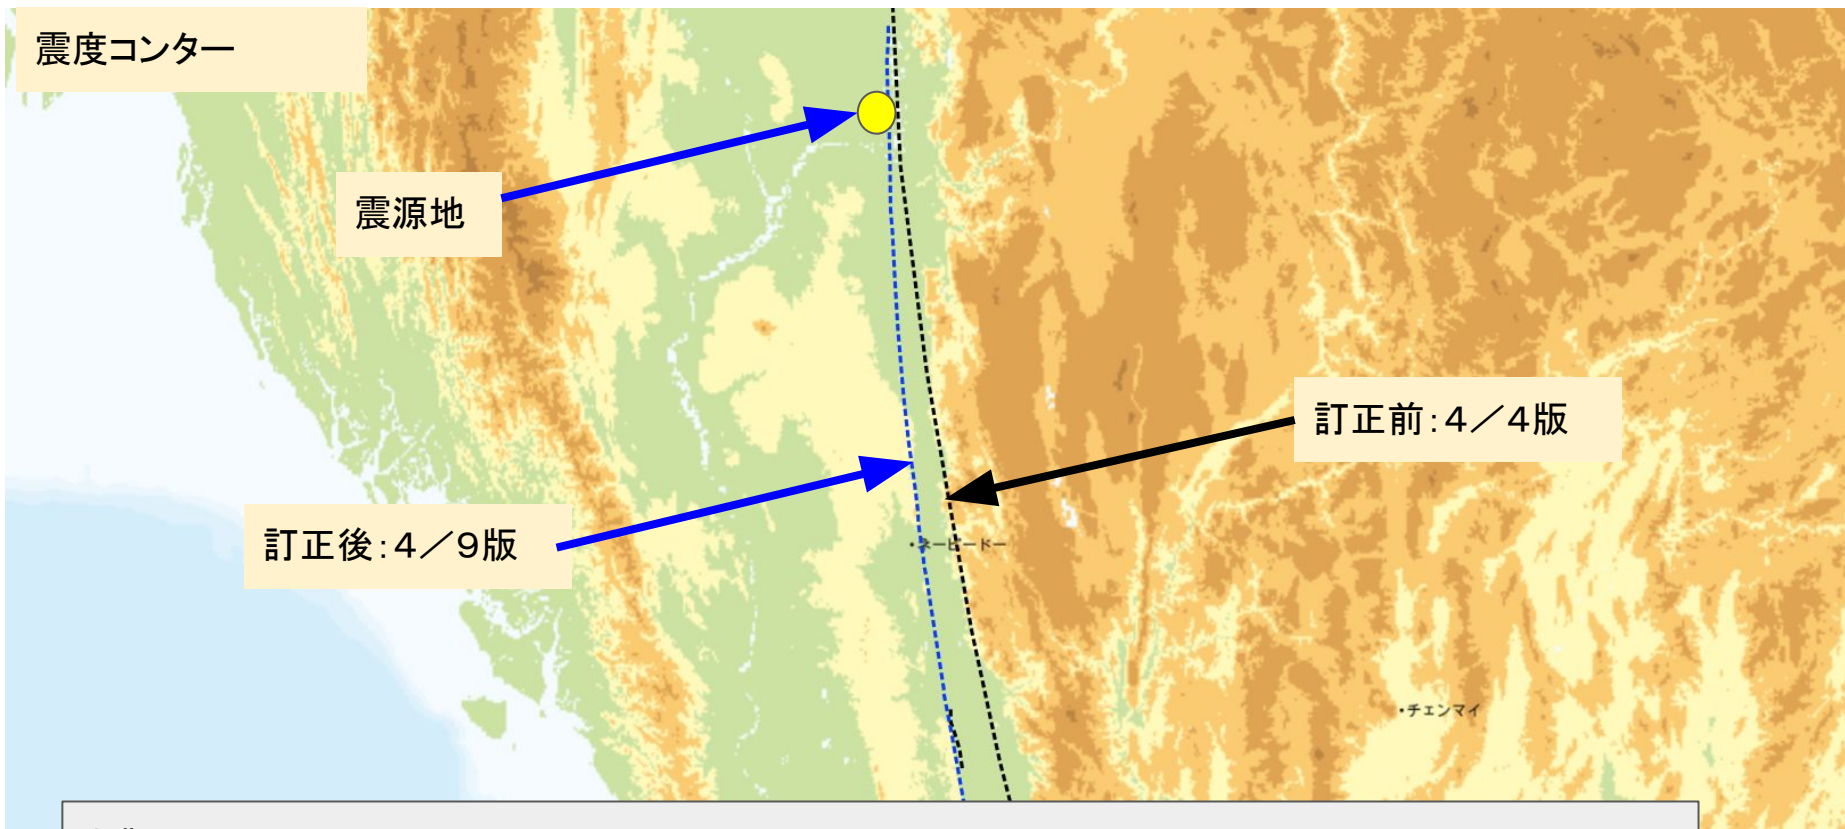 震度コンター
震源地
訂正前:4／4版
訂正後:4／9版
・ネーピードー
・チェンマイ